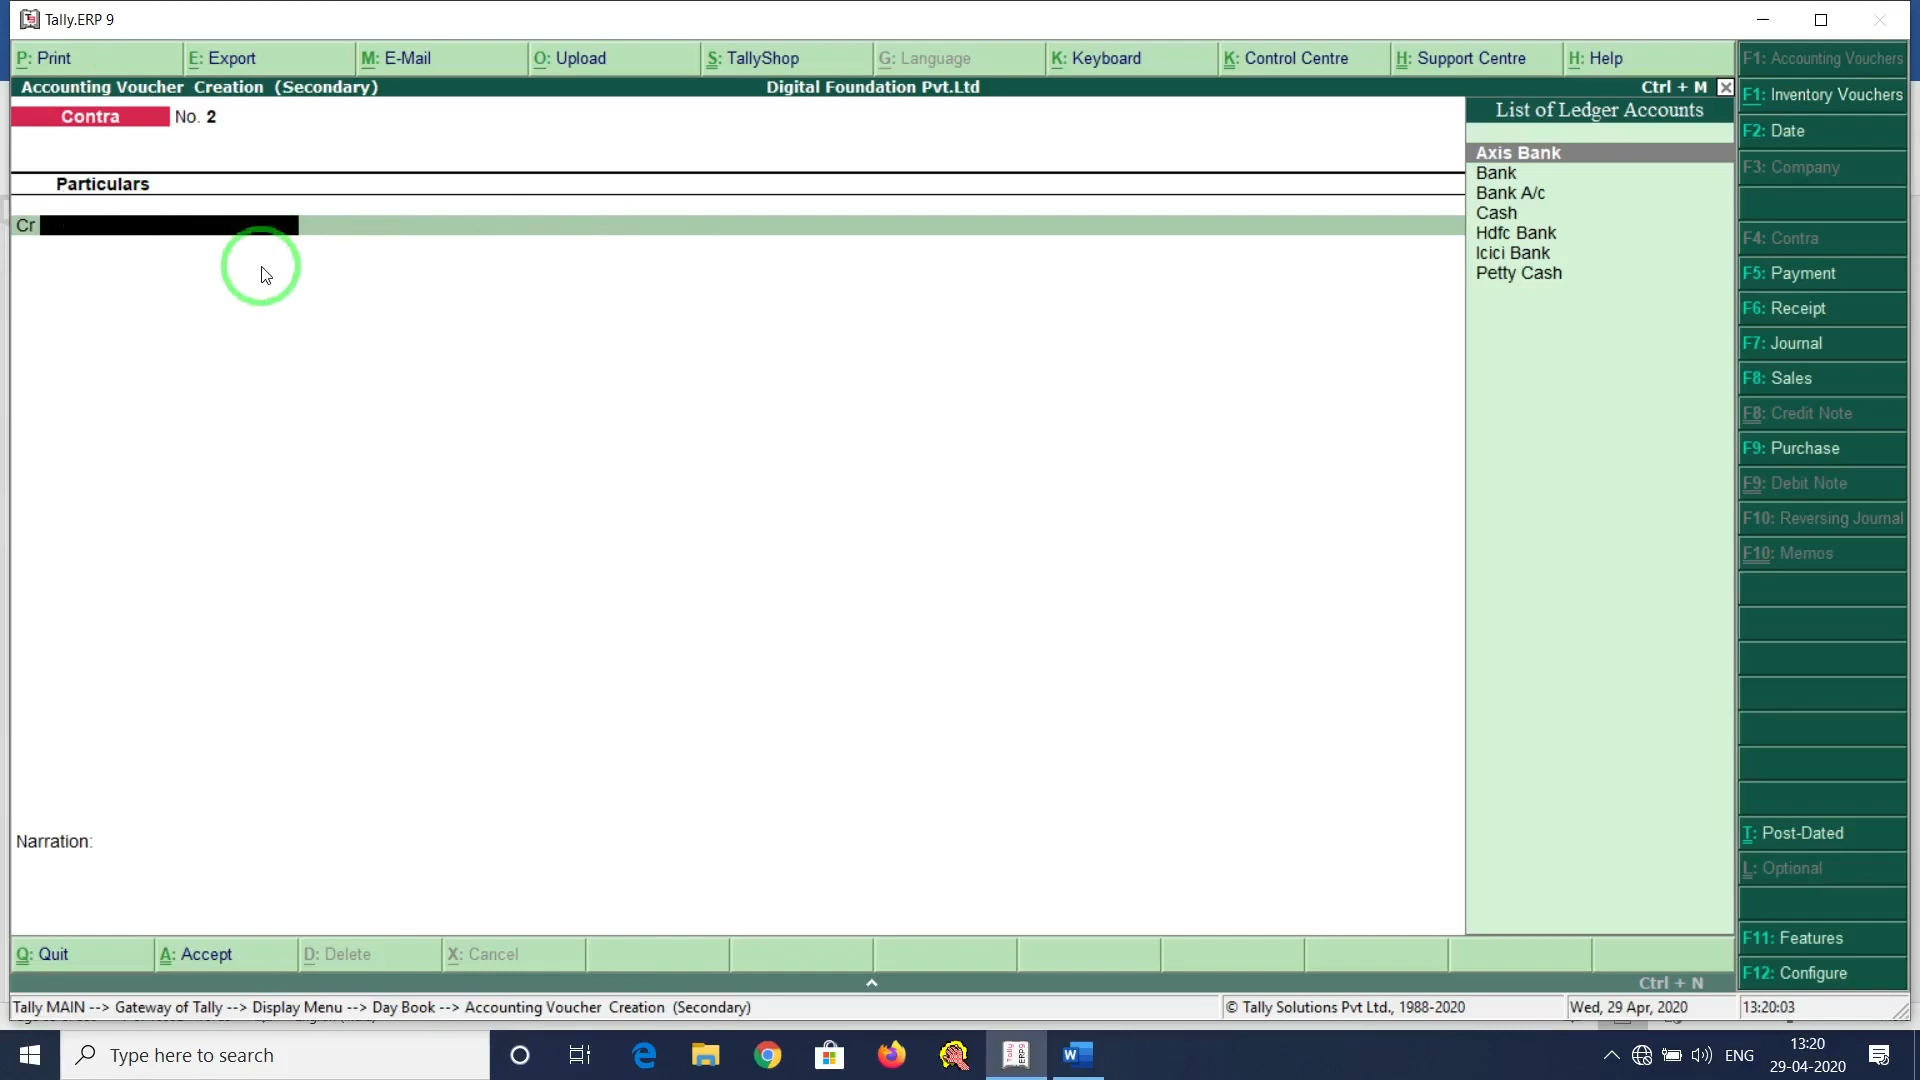 Tally.ERP 9
P: Print
E: Export
M: E-Mail
O: Upload
S: TallyShop
G: Language
K: Keyboard
K: Control Centre
H: Support Centre
H: Help
Accounting Voucher Creation (Secondary)
Digital Foundation Pvt.Ltd
Ctrl + M
Contra
No. 2
Particulars
Cr
Narration:
List of Ledger Accounts
Axis Bank
Bank
Bank A/c
Cash
Hdfc Bank
Icici Bank
Petty Cash
F1: Accounting Vouchers
F1: Inventory Vouchers
F2: Date
F3: Company
F4: Contra
F5: Payment
F6: Receipt
F7: Journal
F8: Sales
F8: Credit Note
F9: Purchase
F9: Debit Note
F10: Reversing Journal
F10: Memos
T: Post-Dated
L: Optional
F11: Features
F12: Configure
Q: Quit
A: Accept
D: Delete
X: Cancel
Ctrl + N
Tally MAIN --> Gateway of Tally --> Display Menu --> Day Book --> Accounting Voucher Creation (Secondary)
© Tally Solutions Pvt Ltd., 1988-2020
Wed, 29 Apr, 2020
13:20:03
Type here to search
ENG
13:20
29-04-2020